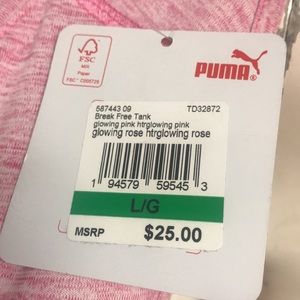 FSC
MIX
Paper
FSC® C005725
PUMA
587443 09 TD32872
Break Free Tank
glowing pink htrglowing pink
glowing rose htrglowing rose
1 94579 59545 3
L/G
MSRP $25.00